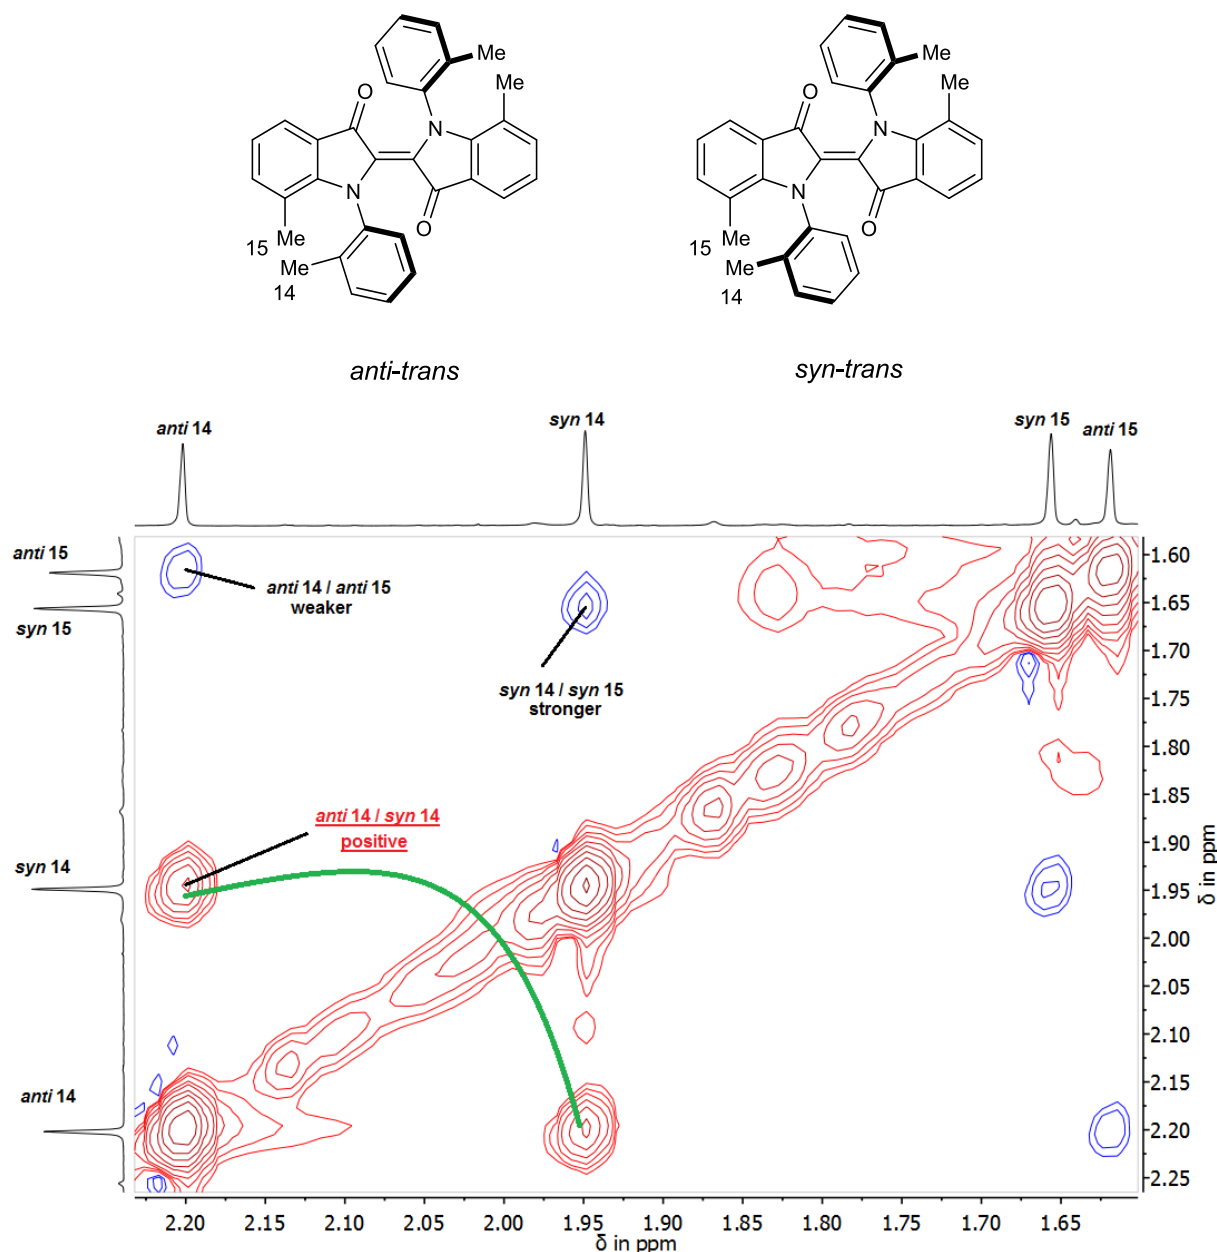 Me
Me
O
N
N
O
15
Me
Me
14
Me
Me
O
N
N
O
15
Me
Me
14
anti-trans
syn-trans
anti 14
syn 14
syn 15
anti 15
anti 15
syn 15
syn 14
anti 14
anti 14 / anti 15
weaker
syn 14 / syn 15
stronger
anti 14 / syn 14
positive
1.60
1.65
1.70
1.75
1.80
1.85
1.90
1.95
2.00
2.05
2.10
2.15
2.20
2.25
δ in ppm
2.20
2.15
2.10
2.05
2.00
1.95
1.90
1.85
1.80
1.75
1.70
1.65
δ in ppm